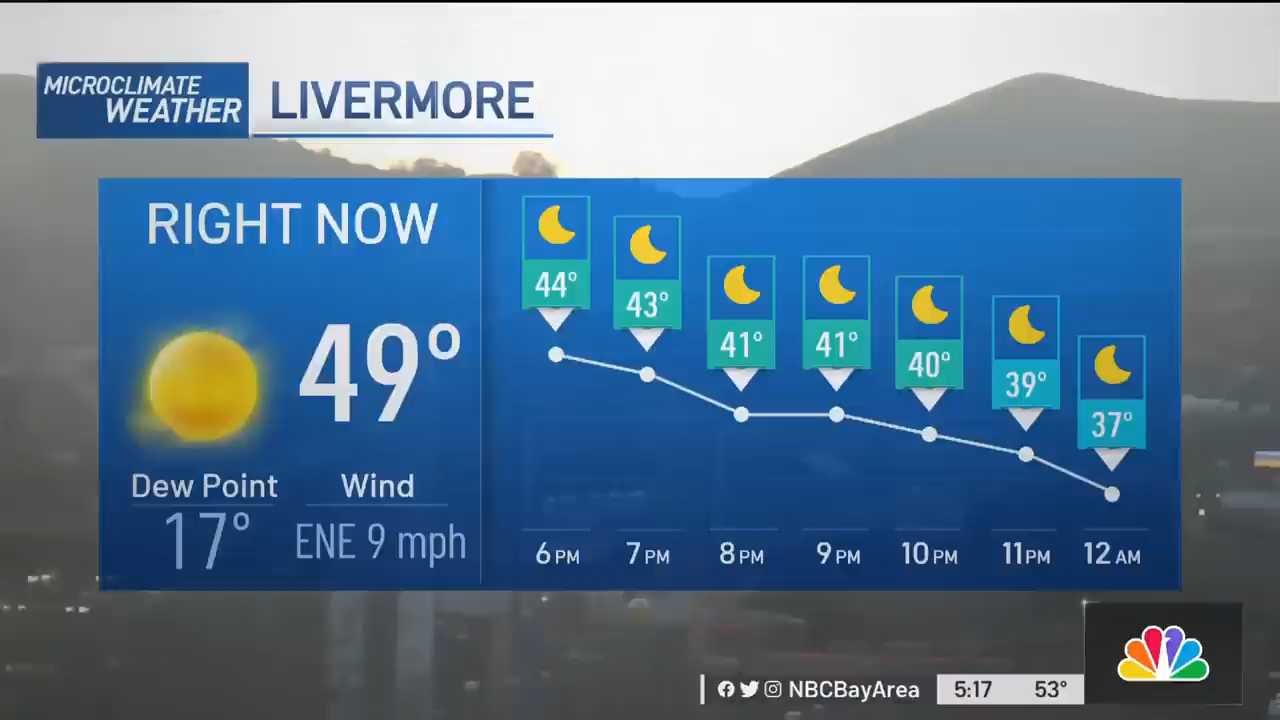 MICROCLIMATE
WEATHER
LIVERMORE
RIGHT NOW
49°
Dew Point
17°
Wind
ENE 9 mph
44° 43° 41° 41° 40° 39° 37°
6 PM 7 PM 8 PM 9 PM 10 PM 11 PM 12 AM
NBCBayArea
5:17 53°